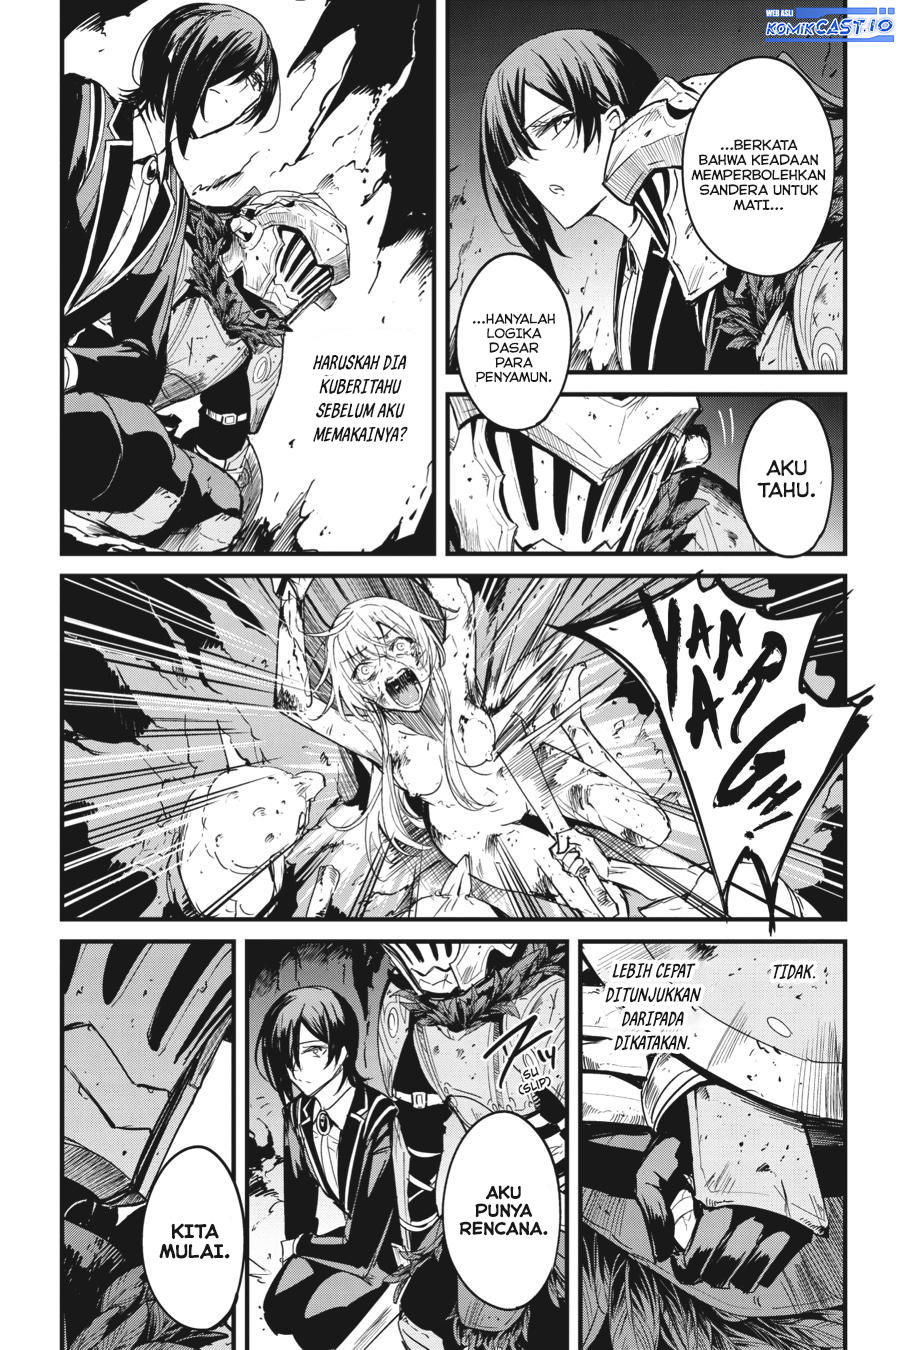 WEB ASLI
KOMIKCAST.IO
...BERKATA
BAHWA KEADAAN
MEMPERBOLEHKAN
SANDERA UNTUK
MATI...
...HANYALAH
LOGIKA
DASAR
PARA
PENYAMUN.
HARUSKAH DIA
KUBERITAHU
SEBELUM AKU
MEMAKAINYA?
AKU
TAHU.
YAAARGH!
TIDAK.
LEBIH CEPAT
DITUNJUKKAN
DARIPADA
DIKATAKAN.
SU
(SLIP)
AKU
PUNYA
RENCANA.
KITA
MULAI.